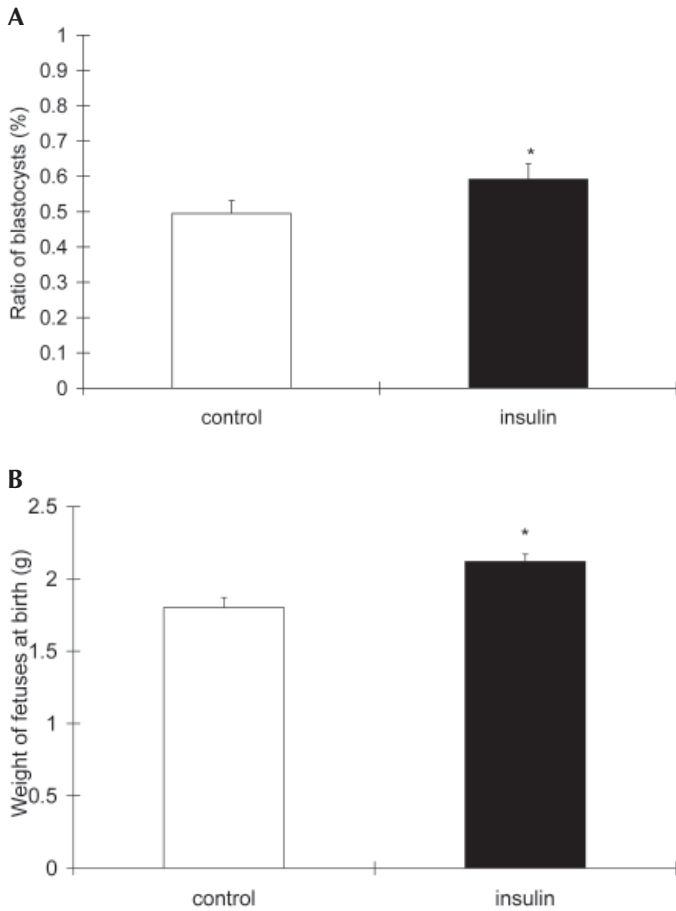 A
Ratio of blastocysts (%)
1
0.9
0.8
0.7
0.6
0.5
0.4
0.3
0.2
0.1
0
*
control
insulin
B
Weight of fetuses at birth (g)
2.5
2
1.5
1
0.5
0
*
control
insulin